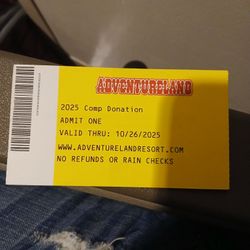 ADVENTURELAND
2025 Comp Donation
ADMIT ONE
VALID THRU: 10/26/2025
WWW.ADVENTURELANDRESORT.COM
NO REFUNDS OR RAIN CHECKS